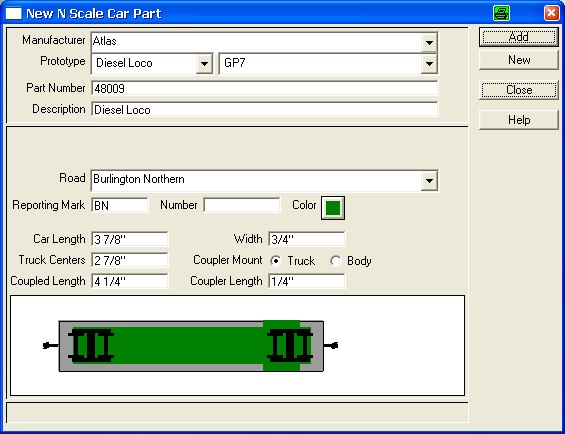 New N Scale Car Part
Manufacturer Atlas Add
Prototype Diesel Loco GP7 New
Part Number 48009 Close
Description Diesel Loco Help
Road Burlington Northern
Reporting Mark BN Number Color
Car Length 3 7/8" Width 3/4"
Truck Centers 2 7/8" Coupler Mount Truck Body
Coupled Length 4 1/4" Coupler Length 1/4"